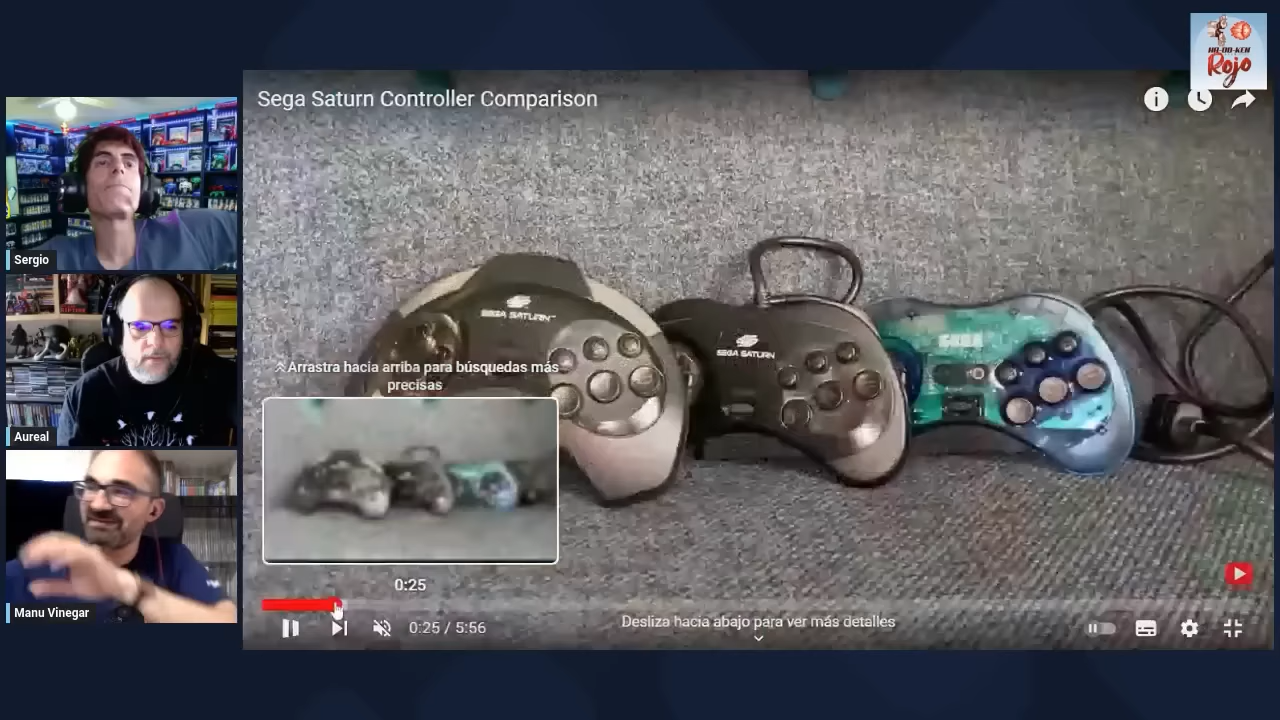 HA-DO-KEN
Rojo
Sega Saturn Controller Comparison
Sergio
Aureal
Manu Vinegar
SEGA SATURN
SEGA SATURN
SEGA
Arrastra hacia arriba para búsquedas más
precisas
0:25
0:25 / 5:56
Desliza hacia abajo para ver más detalles